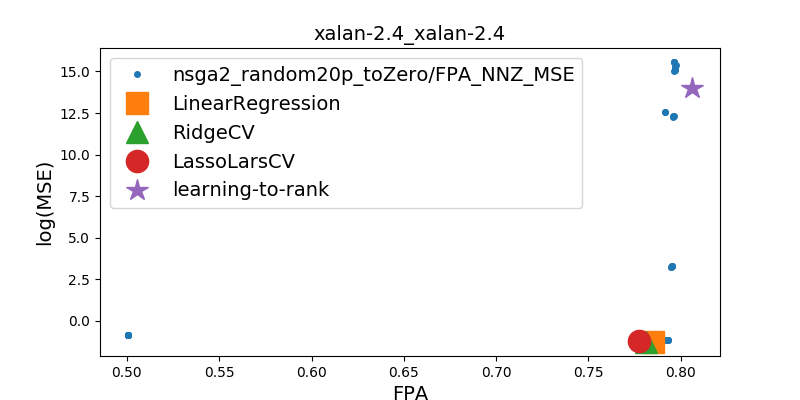 xalan-2.4_xalan-2.4
nsga2_random20p_toZero/FPA_NNZ_MSE
LinearRegression
RidgeCV
LassoLarsCV
learning-to-rank
log(MSE)
15.0
12.5
10.0
7.5
5.0
2.5
0.0
0.50 0.55 0.60 0.65 0.70 0.75 0.80
FPA